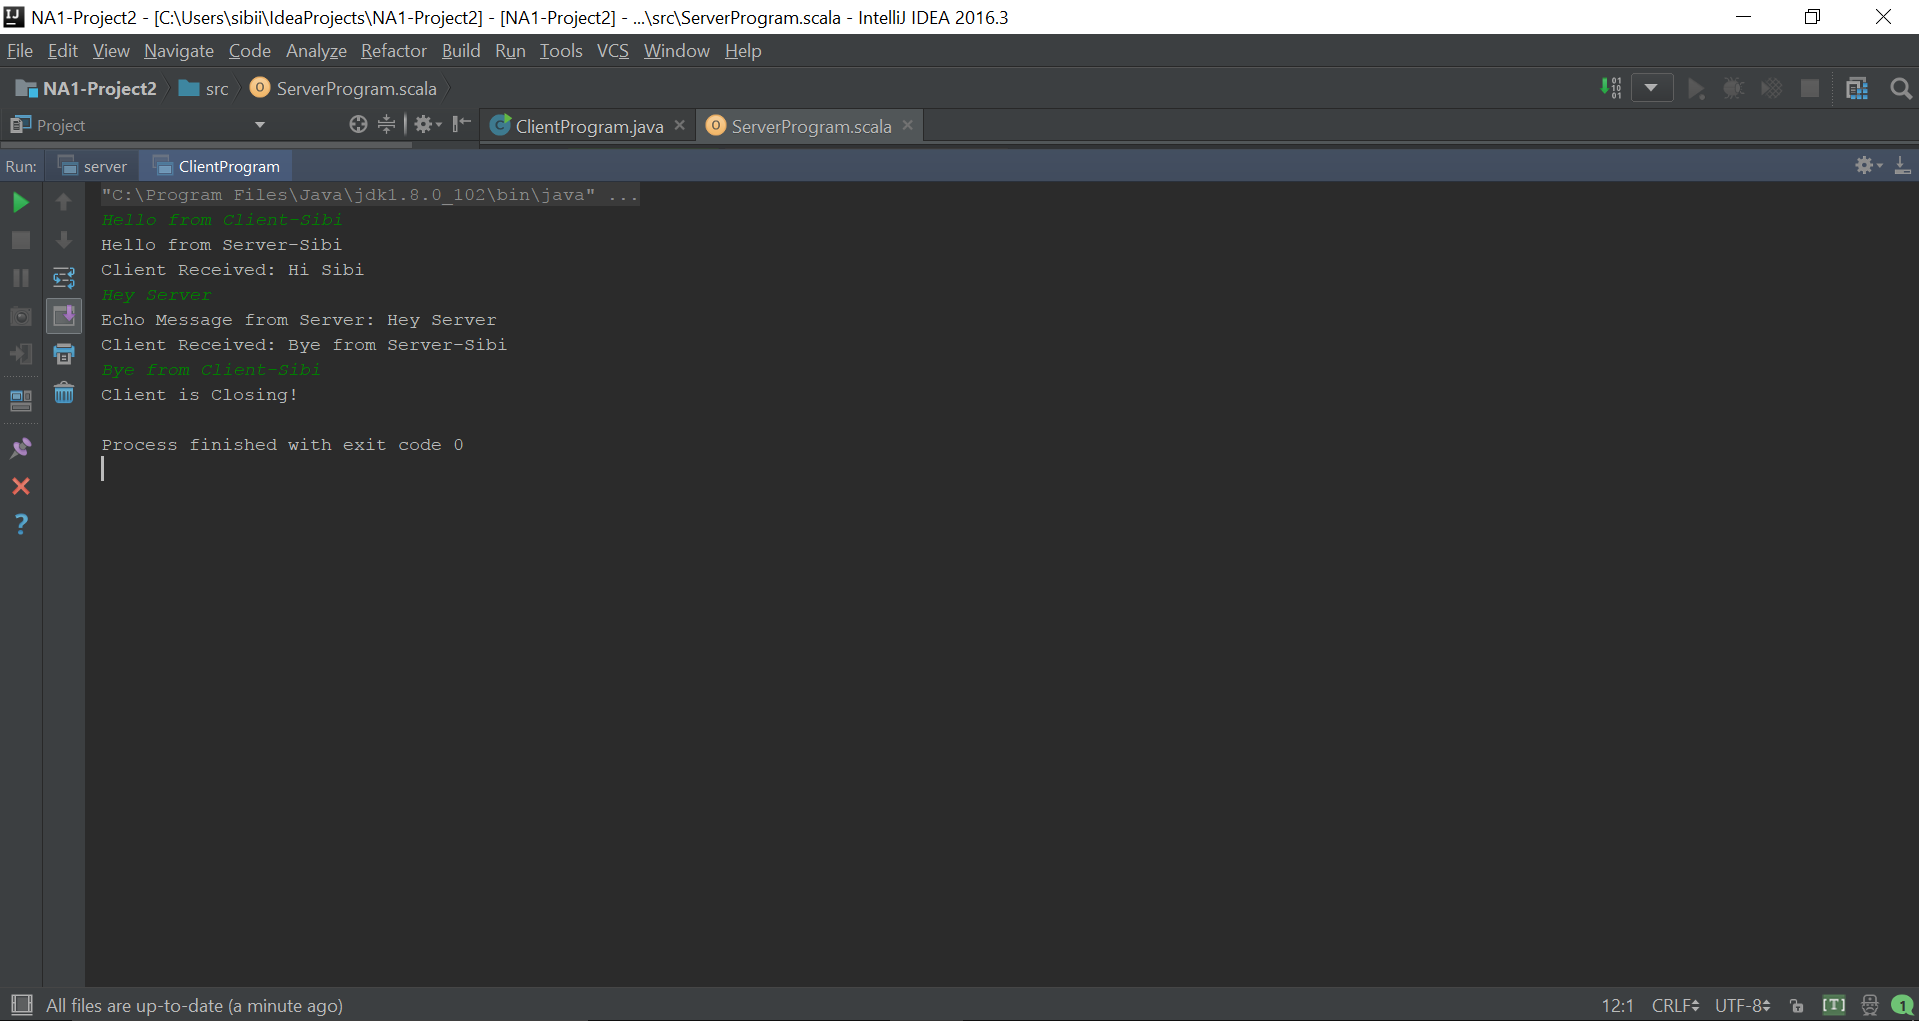 NA1-Project2 - [C:\Users\sibii\IdeaProjects\NA1-Project2] - [NA1-Project2] - ...\src\ServerProgram.scala - IntelliJ IDEA 2016.3
File Edit View Navigate Code Analyze Refactor Build Run Tools VCS Window Help
NA1-Project2 src ServerProgram.scala
Project ClientProgram.java ServerProgram.scala
Run: server ClientProgram
"C:\Program Files\Java\jdk1.8.0_102\bin\java" ...
Hello from Client-Sibi
Hello from Server-Sibi
Client Received: Hi Sibi
Hey Server
Echo Message from Server: Hey Server
Client Received: Bye from Server-Sibi
Bye from Client-Sibi
Client is Closing!
Process finished with exit code 0
All files are up-to-date (a minute ago) 12:1 CRLF UTF-8 [T] 1